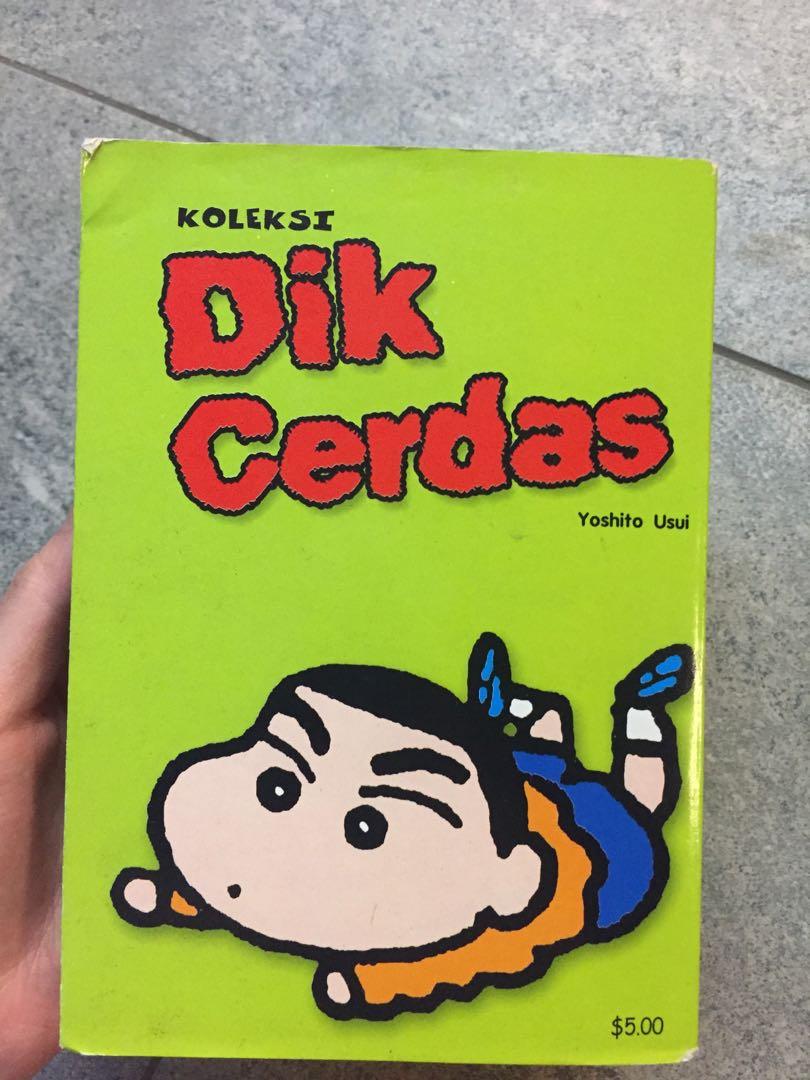 KOLEKSI
Dik
Cerdas
Yoshito Usui
$5.00